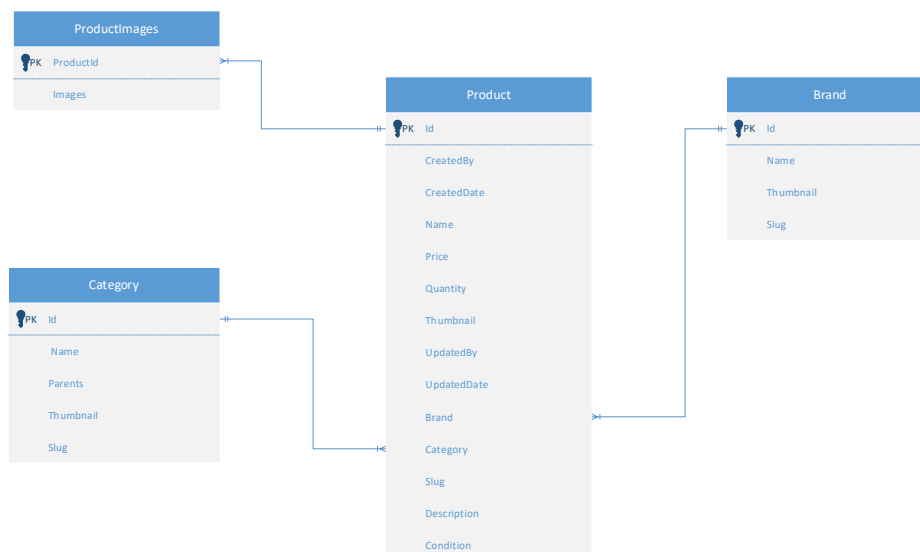 ProductImages
PK ProductId
Images
Product
PK Id
CreatedBy
CreatedDate
Name
Price
Quantity
Thumbnail
UpdatedBy
UpdatedDate
Brand
Category
Slug
Description
Condition
Brand
PK Id
Name
Thumbnail
Slug
Category
PK Id
Name
Parents
Thumbnail
Slug